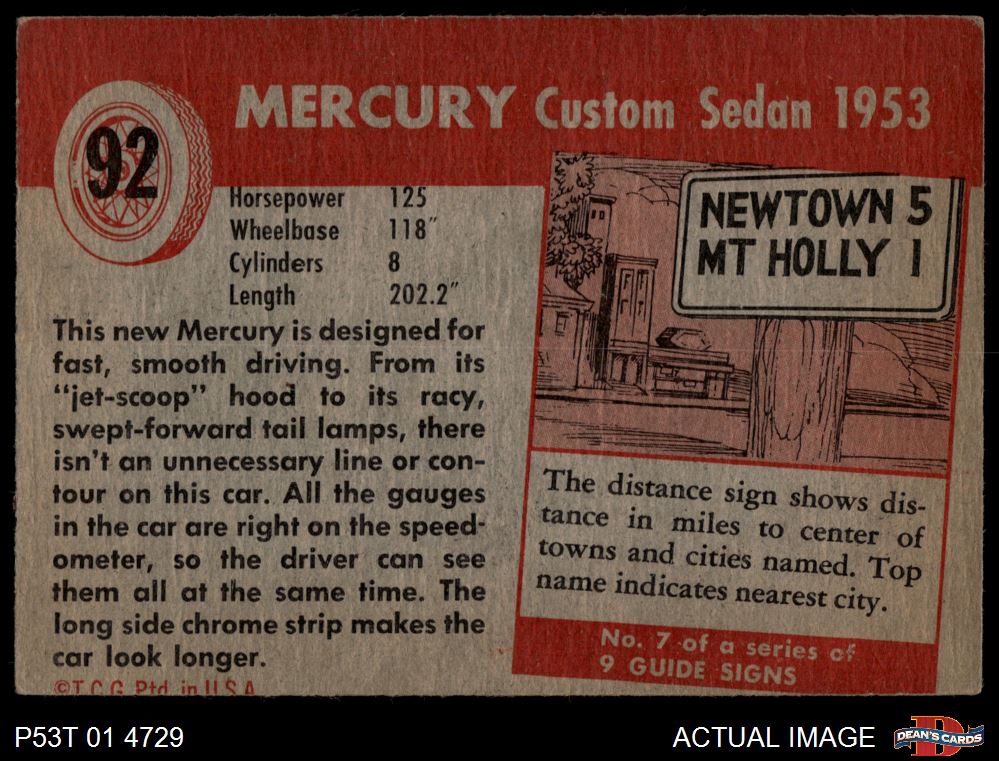 92
MERCURY Custom Sedan 1953
Horsepower 125
Wheelbase 118"
Cylinders 8
Length 202.2"
This new Mercury is designed for
fast, smooth driving. From its
"jet-scoop" hood to its racy,
swept-forward tail lamps, there
isn't an unnecessary line or con-
tour on this car. All the gauges
in the car are right on the speed-
ometer, so the driver can see
them all at the same time. The
long side chrome strip makes the
car look longer.
©T.C.G. Ptd. in U.S.A.
NEWTOWN 5
MT HOLLY 1
The distance sign shows dis-
tance in miles to center of
towns and cities named. Top
name indicates nearest city.
No. 7 of a series of
9 GUIDE SIGNS
P53T 01 4729
ACTUAL IMAGE
D
DEAN'S CARDS